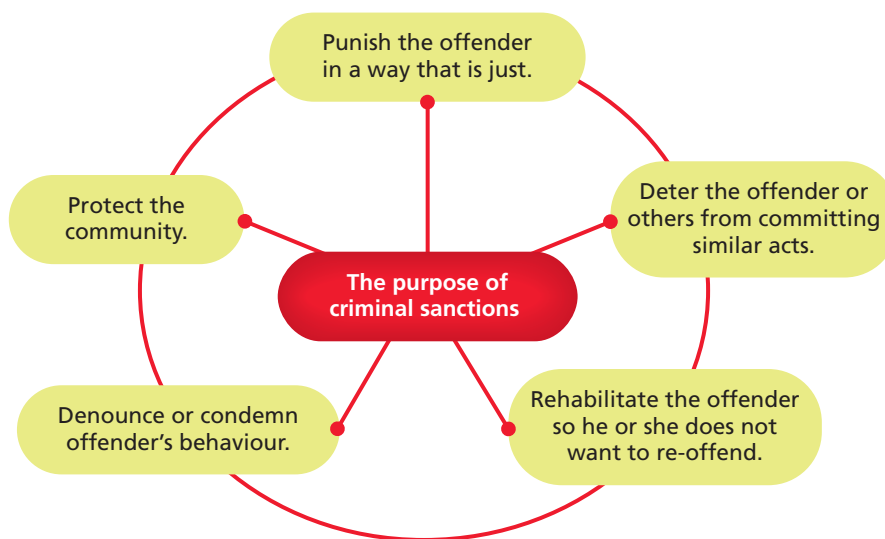 Punish the offender
in a way that is just.
Protect the
community.
Deter the offender or
others from committing
similar acts.
The purpose of
criminal sanctions
Denounce or condemn
offender’s behaviour.
Rehabilitate the offender
so he or she does not
want to re-offend.